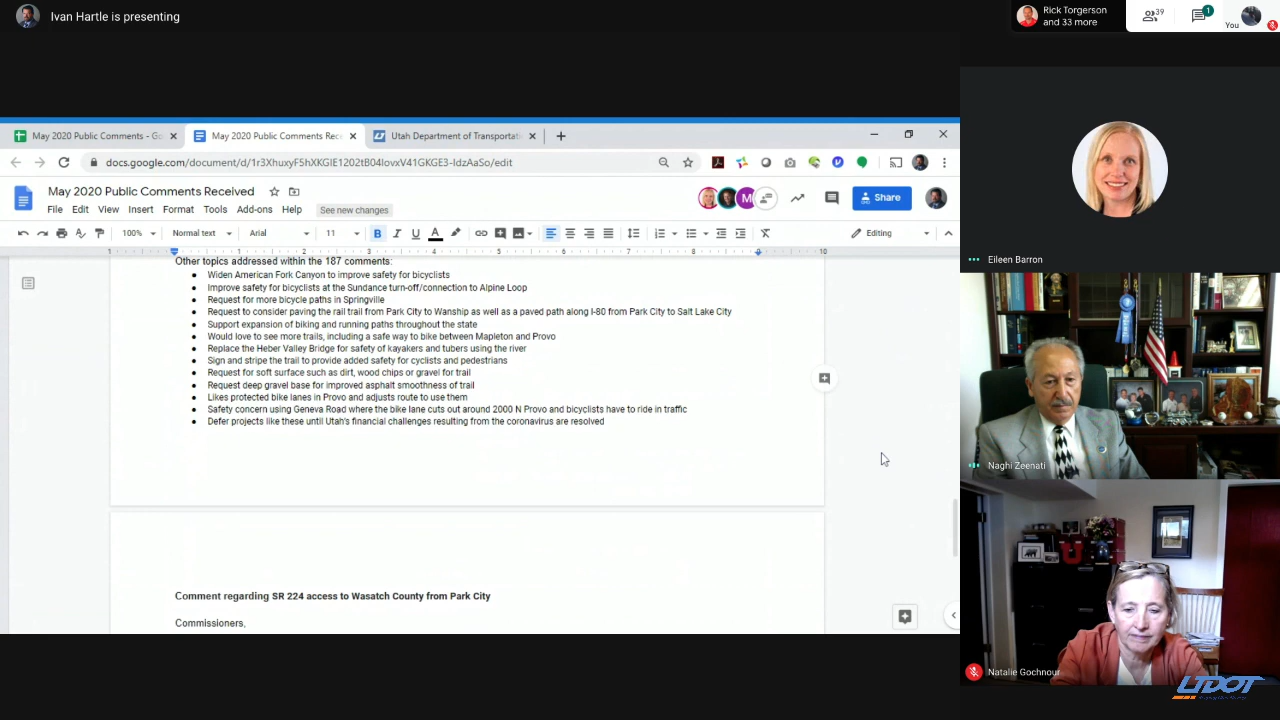 Ivan Hartle is presenting
Rick Torgerson
and 33 more
39
1
You
May 2020 Public Comments - Go
May 2020 Public Comments Rec
Utah Department of Transportati
docs.google.com/document/d/1r3XhuxyF5hXKGIE1202tB04IovxV41GKGE3-IdzAaSo/edit
May 2020 Public Comments Received
File Edit View Insert Format Tools Add-ons Help See new changes
M
Share
100% Normal text Arial 11 B I U A Editing
1 1 2 3 4 5 6 7 8 9 10
Other topics addressed within the 187 comments:
● Widen American Fork Canyon to improve safety for bicyclists
● Improve safety for bicyclists at the Sundance turn-off/connection to Alpine Loop
● Request for more bicycle paths in Springville
● Request to consider paving the rail trail from Park City to Wanship as well as a paved path along I-80 from Park City to Salt Lake City
● Support expansion of biking and running paths throughout the state
● Would love to see more trails, including a safe way to bike between Mapleton and Provo
● Replace the Heber Valley Bridge for safety of kayakers and tubers using the river
● Sign and stripe the trail to provide added safety for cyclists and pedestrians
● Request for soft surface such as dirt, wood chips or gravel for trail
● Request deep gravel base for improved asphalt smoothness of trail
● Likes protected bike lanes in Provo and adjusts route to use them
● Safety concern using Geneva Road where the bike lane cuts out around 2000 N Provo and bicyclists have to ride in traffic
● Defer projects like these until Utah's financial challenges resulting from the coronavirus are resolved
Comment regarding SR 224 access to Wasatch County from Park City
Commissioners,
Eileen Barron
Naghi Zeenati
Natalie Gochnour
U
UDOT